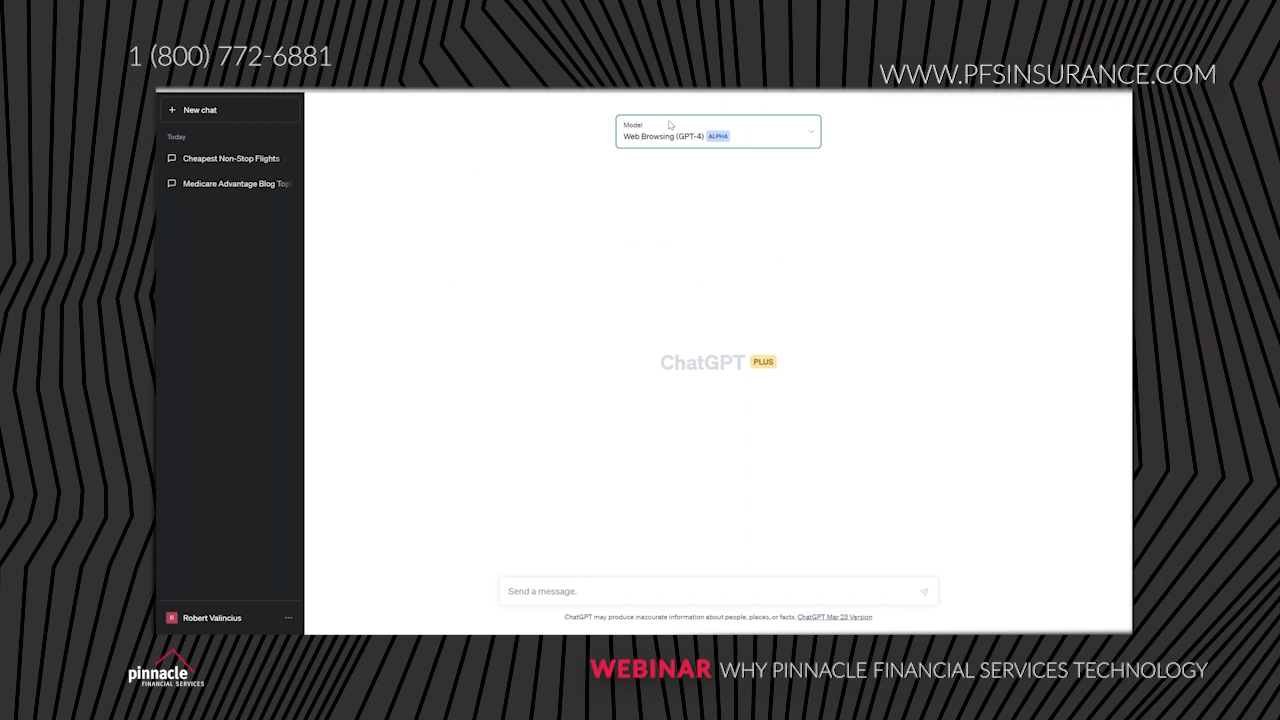 1 (800) 772-6881
WWW.PFSINSURANCE.COM
+ New chat
Today
Cheapest Non-Stop Flights
Medicare Advantage Blog Top
Model
Web Browsing (GPT-4) ALPHA
ChatGPT PLUS
Send a message.
ChatGPT may produce inaccurate information about people, places, or facts. ChatGPT Mar 23 Version
R Robert Valincius ...
pinnacle
FINANCIAL SERVICES
WEBINAR WHY PINNACLE FINANCIAL SERVICES TECHNOLOGY